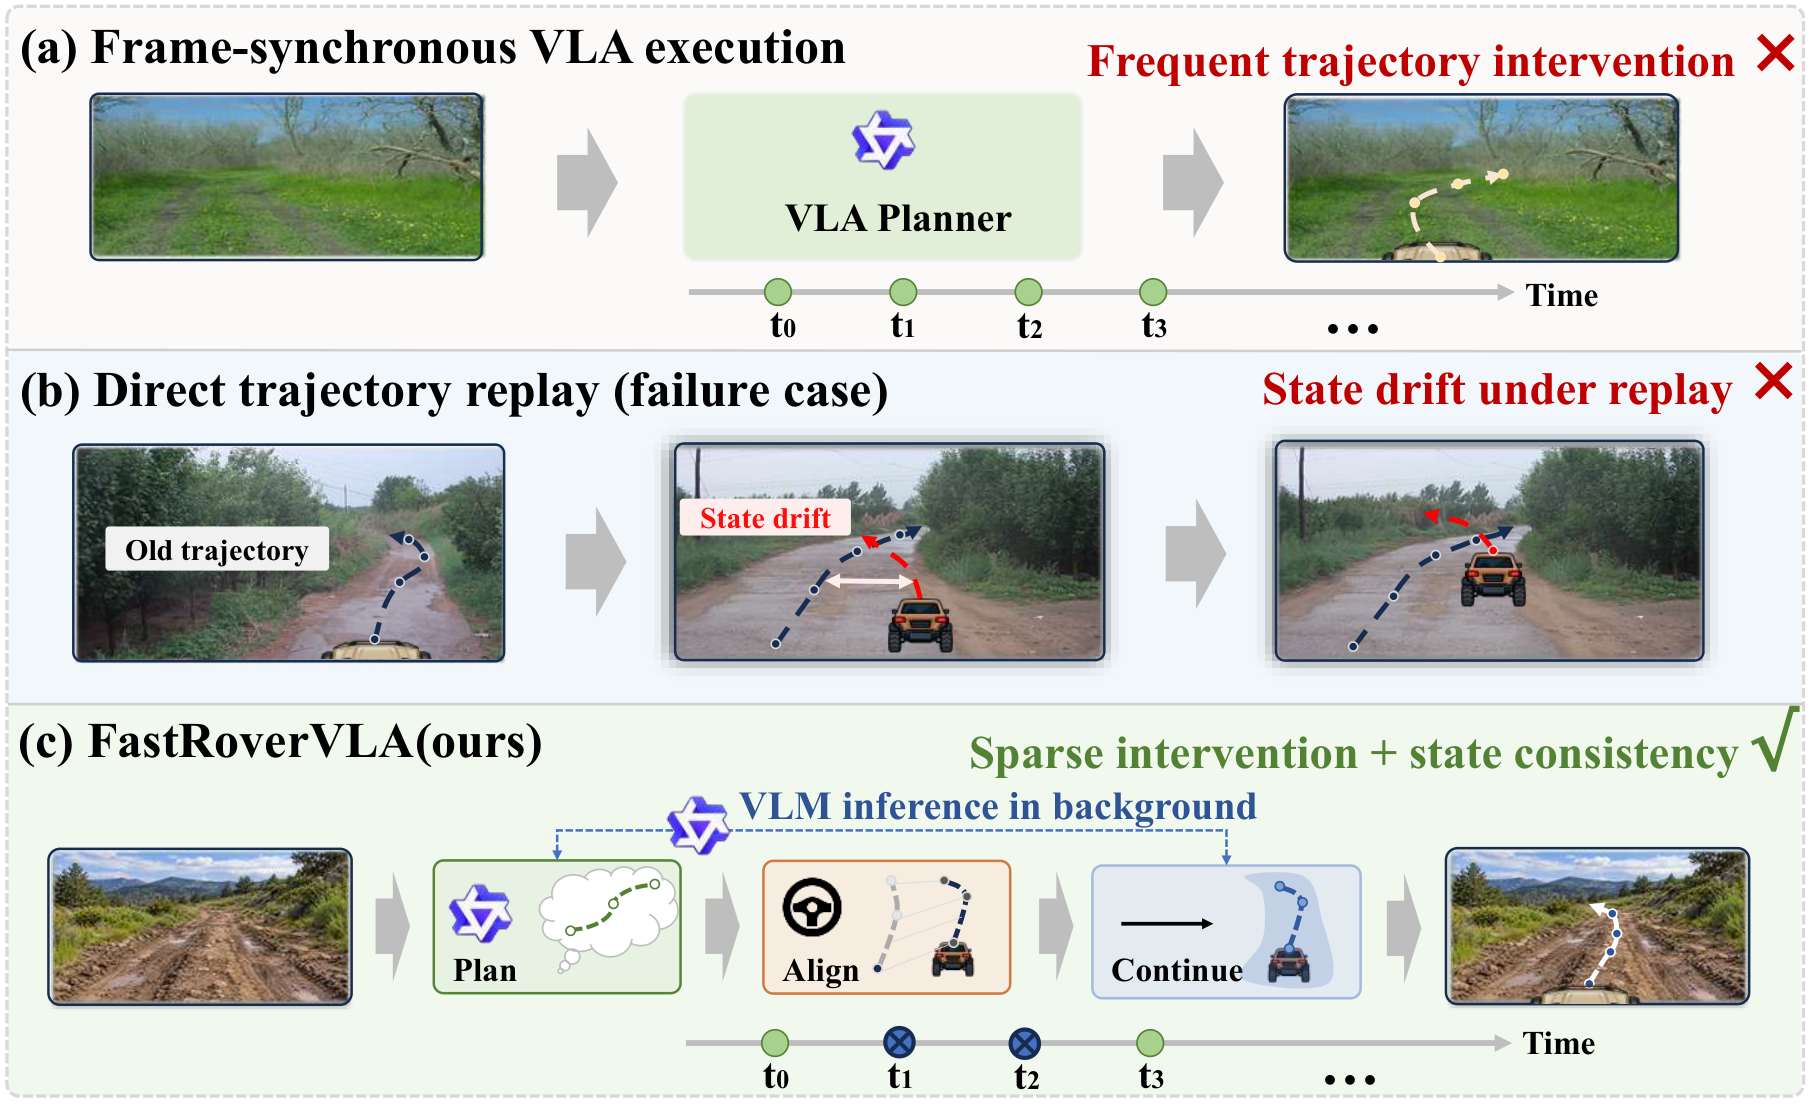 (a) Frame-synchronous VLA execution
Frequent trajectory intervention ✕
VLA Planner
Time
t0 t1 t2 t3 ...
(b) Direct trajectory replay (failure case)
State drift under replay ✕
Old trajectory
State drift
(c) FastRoverVLA(ours)
Sparse intervention + state consistency √
VLM inference in background
Plan
Align
Continue
Time
t0 t1 t2 t3 ...